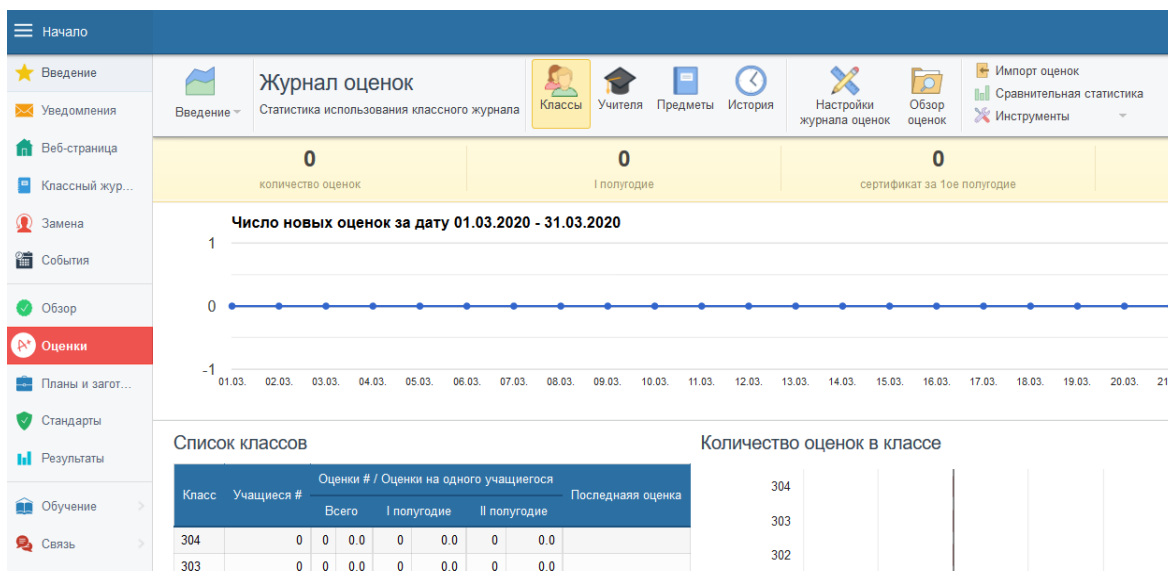 Начало
Введение
Уведомления
Веб-страница
Классный жур...
Замена
События
Обзор
Оценки
Планы и загот...
Стандарты
Результаты
Обучение
Связь
Введение
Журнал оценок
Статистика использования классного журнала
Классы
Учителя
Предметы
История
Настройки
журнала оценок
Обзор
оценок
Импорт оценок
Сравнительная статистика
Инструменты
0 0 0
количество оценок I полугодие сертификат за 1ое полугодие
Число новых оценок за дату 01.03.2020 - 31.03.2020
1
0
-1
01.03. 02.03. 03.03. 04.03. 05.03. 06.03. 07.03. 08.03. 09.03. 10.03. 11.03. 12.03. 13.03. 14.03. 15.03. 16.03. 17.03. 18.03. 19.03. 20.03. 21
Список классов
Класс Учащиеся # Оценки # / Оценки на одного учащиегося Последнаяя оценка
Всего I полугодие II полугодие
304 0 0 0.0 0 0.0 0 0.0
303 0 0 0.0 0 0.0 0 0.0
Количество оценок в классе
304
303
302